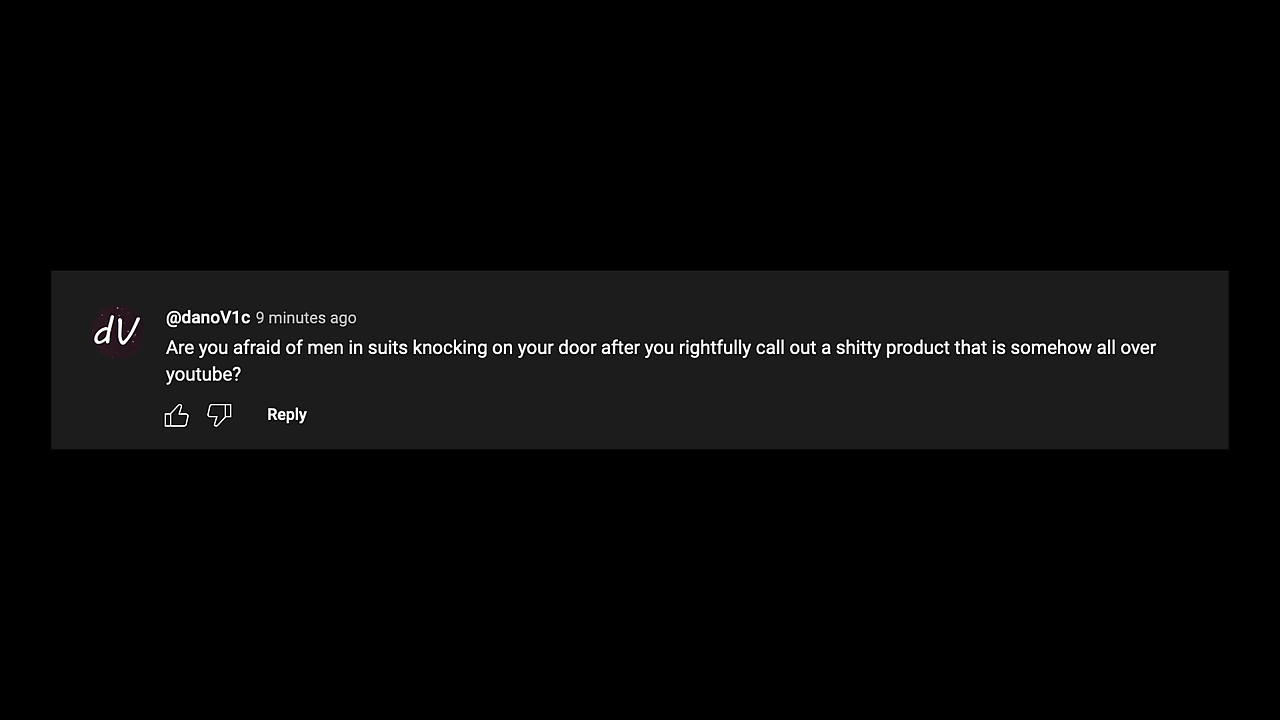 dV
@danoV1c 9 minutes ago
Are you afraid of men in suits knocking on your door after you rightfully call out a shitty product that is somehow all over
youtube?
Reply